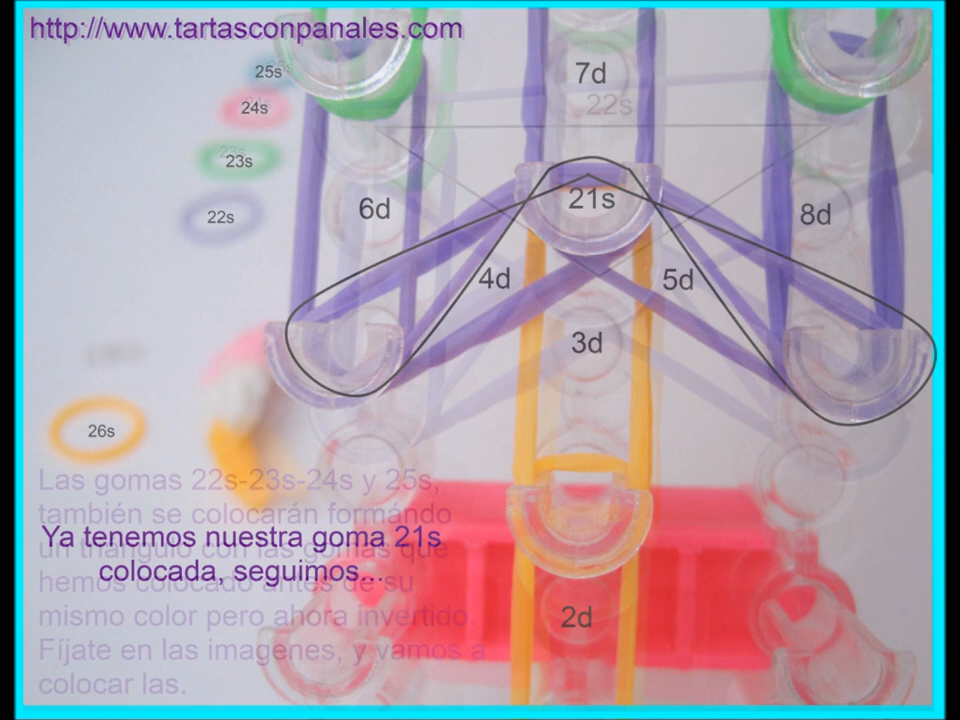 http://www.tartasconpanales.com
25s
7d
24s
22s
23s
23s
21s
6d
8d
22s
4d
5d
3d
26s
Las gomas 22s-23s-24s y 25s,
también se colocarán formándo
Ya tenemos nuestra goma 21s
un triángulo con las gomas que
colocada, seguimos...
hemos colocado antes de su
mismo color pero ahora invertido.
2d
Fíjate en las imagenes, y vamos a
colocar las.